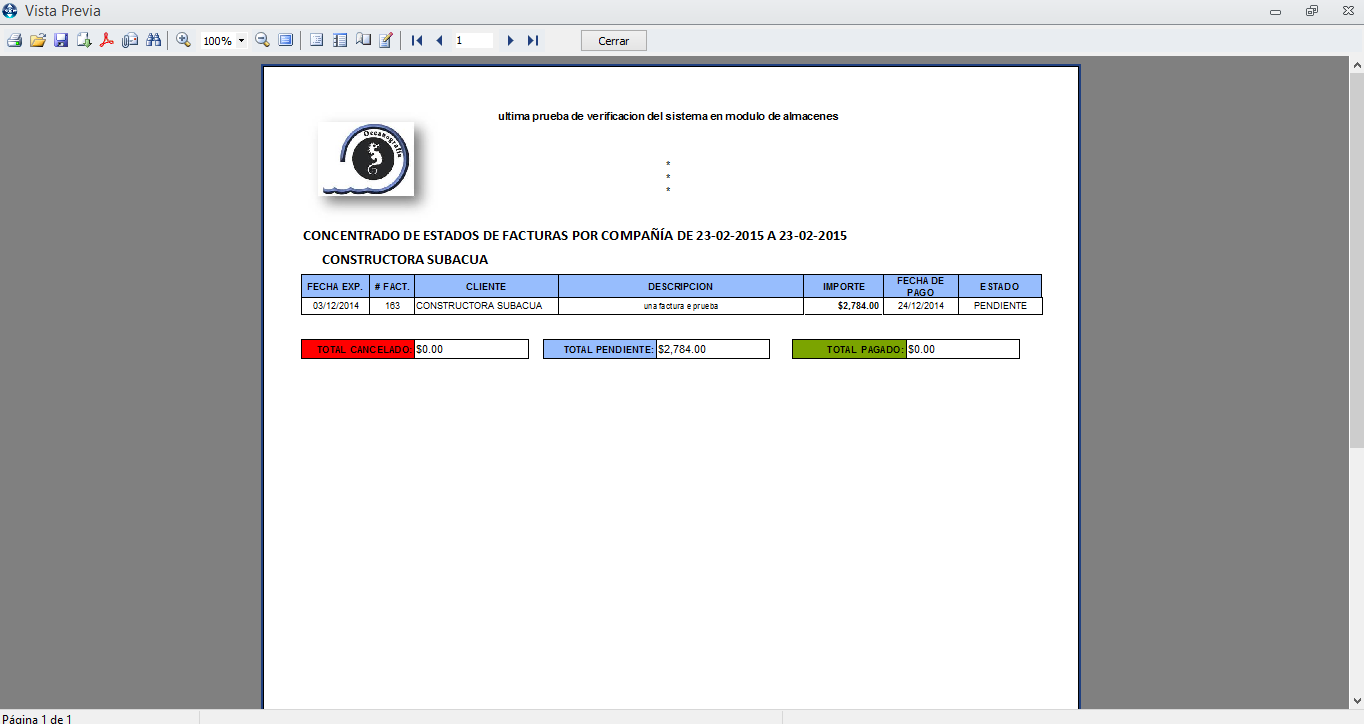 Vista Previa
100%
1
Cerrar
ultima prueba de verificacion del sistema en modulo de almacenes
Oceanografia
*
*
*
CONCENTRADO DE ESTADOS DE FACTURAS POR COMPAÑÍA DE 23-02-2015 A 23-02-2015
CONSTRUCTORA SUBACUA
FECHA EXP. # FACT. CLIENTE DESCRIPCION IMPORTE FECHA DE PAGO ESTADO
03/12/2014 163 CONSTRUCTORA SUBACUA una factura e prueba $2,784.00 24/12/2014 PENDIENTE
TOTAL CANCELADO: $0.00 TOTAL PENDIENTE: $2,784.00 TOTAL PAGADO: $0.00
Página 1 de 1